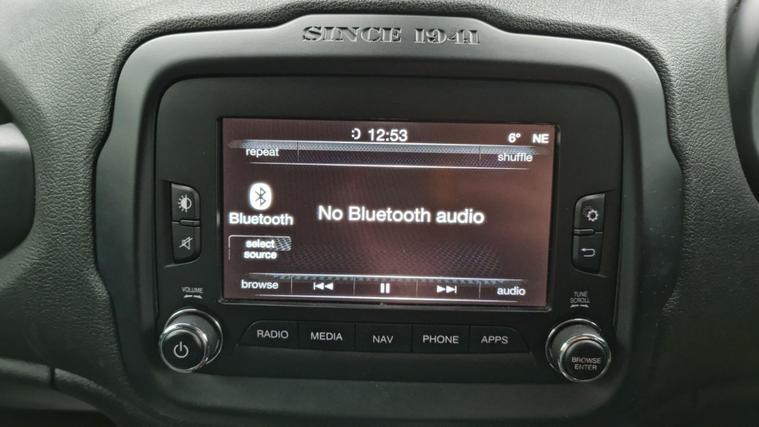 SINCE 1941
12:53
6° NE
repeat
shuffle
Bluetooth
No Bluetooth audio
select
source
browse
audio
VOLUME
TUNE
SCROLL
RADIO
MEDIA
NAV
PHONE
APPS
BROWSE
ENTER